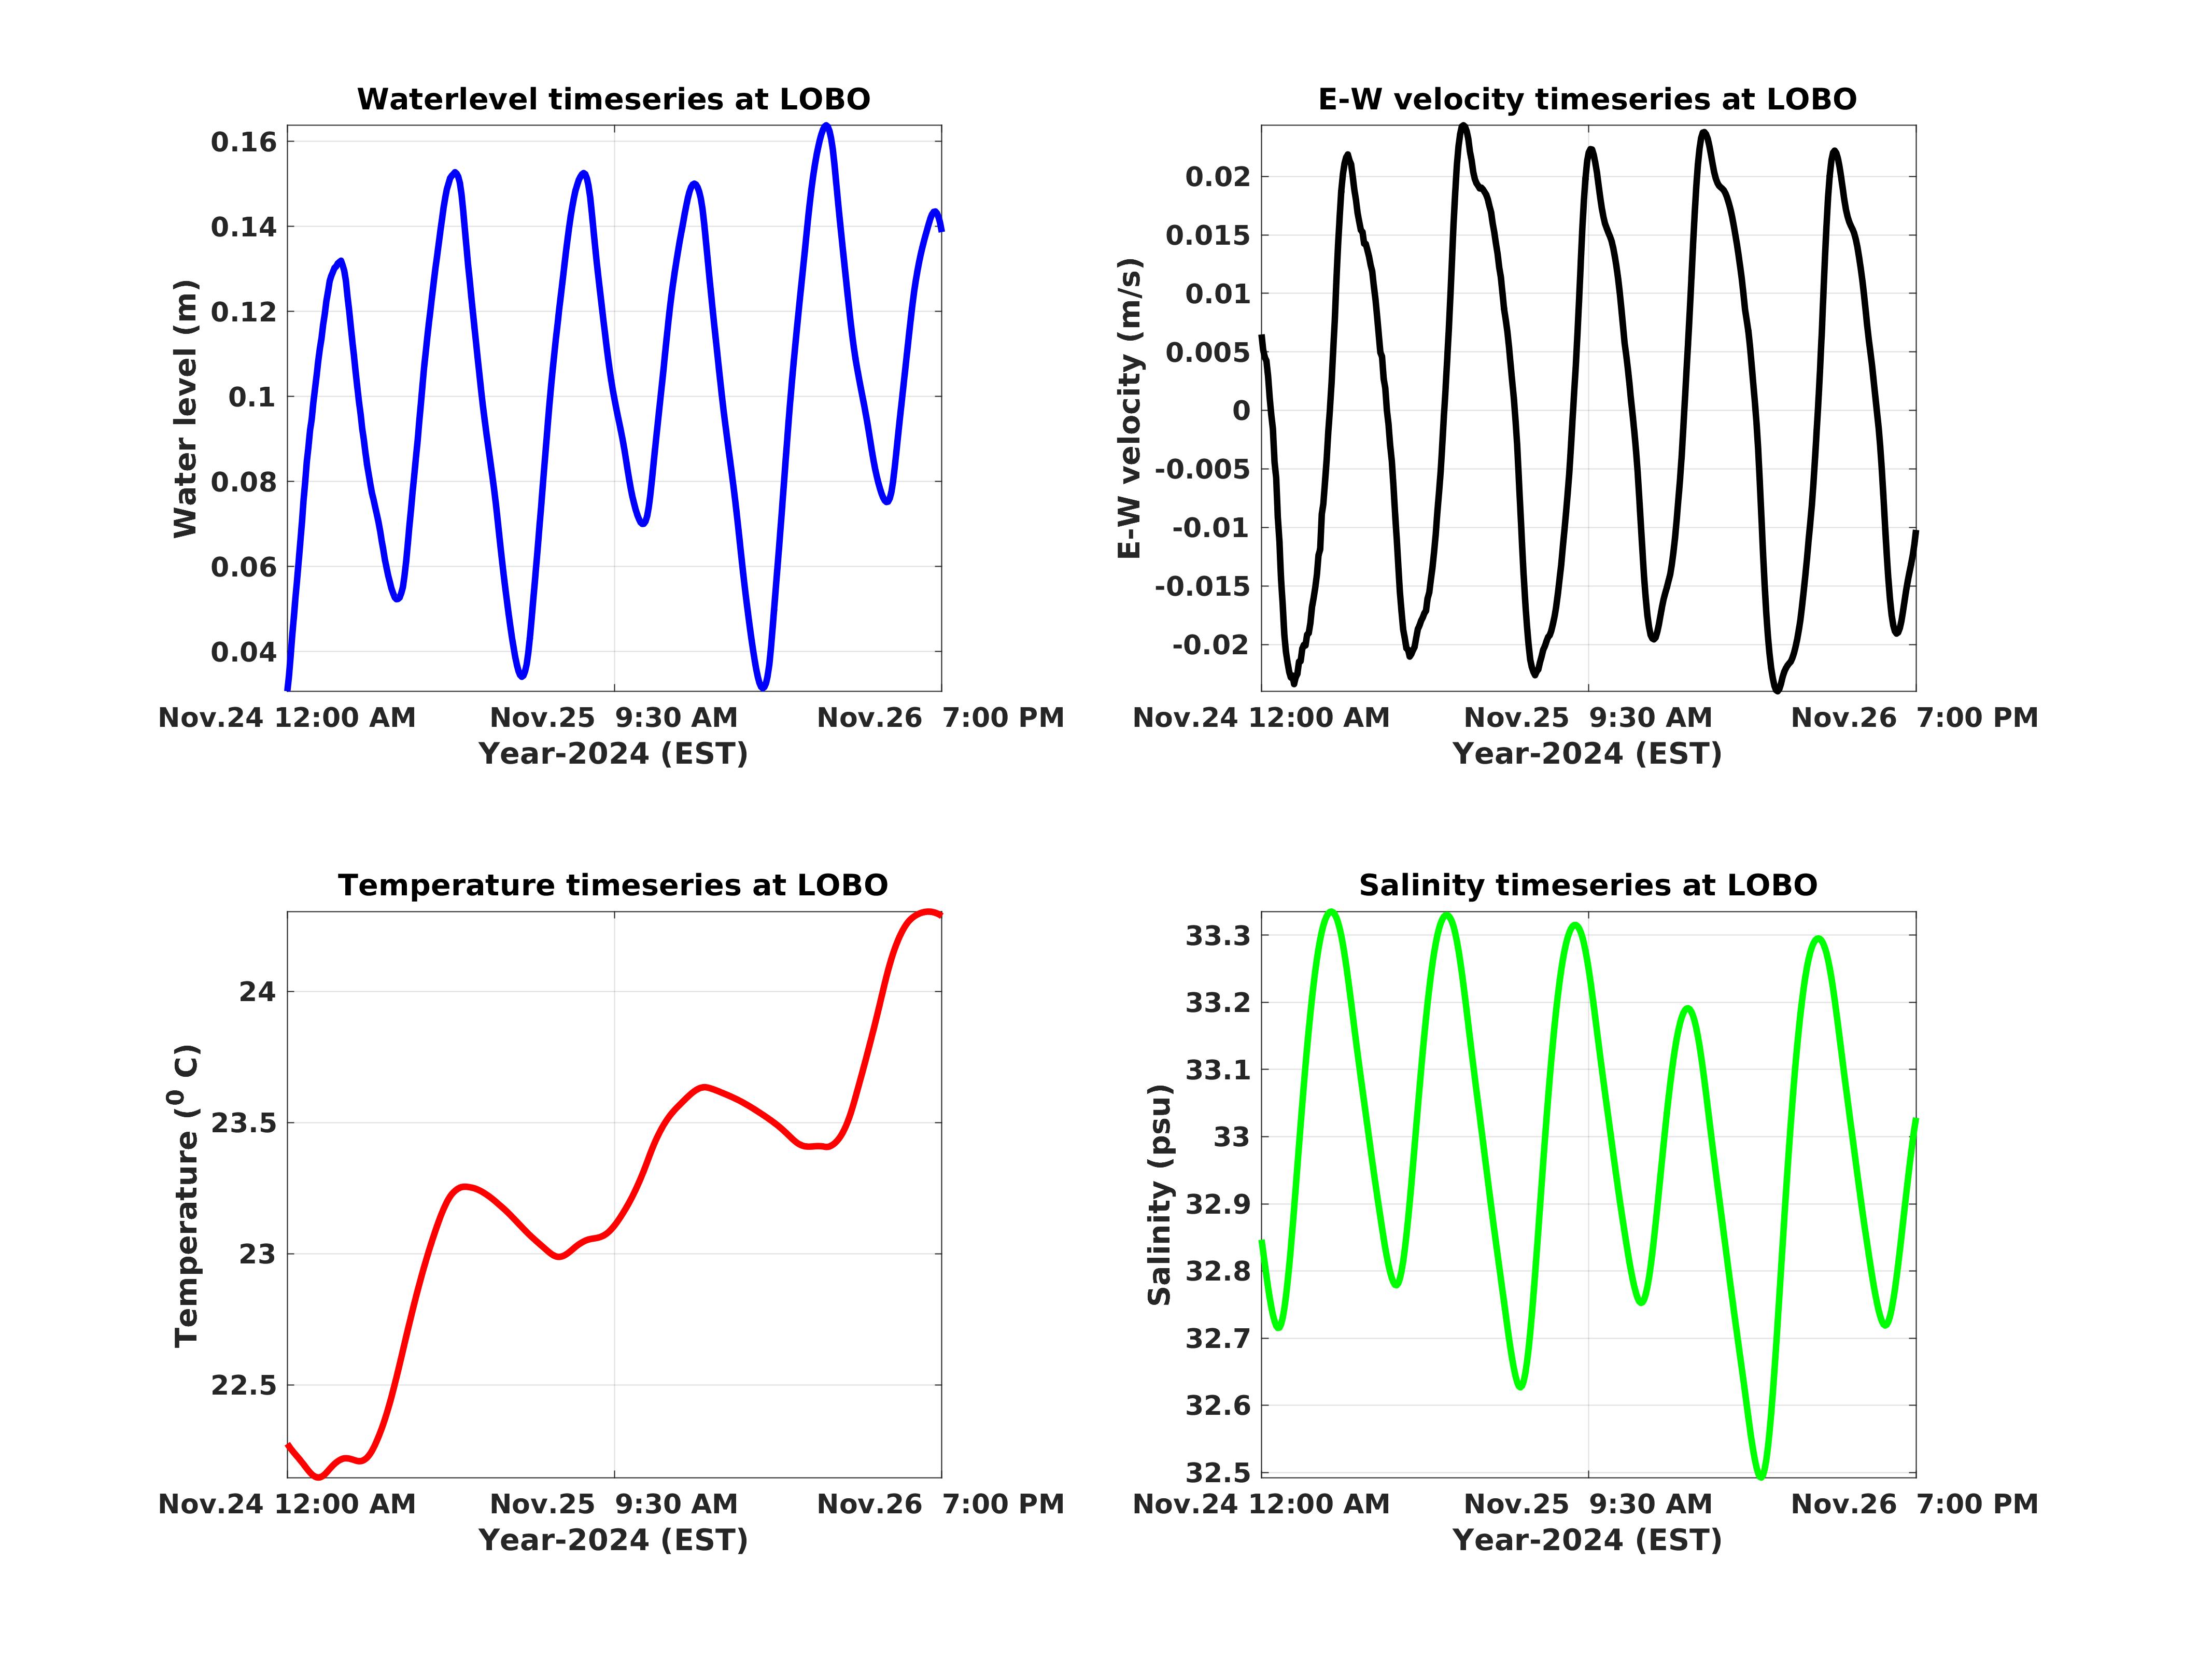 Waterlevel timeseries at LOBO
0.16
0.14
0.12
0.1
0.08
0.06
0.04
Water level (m)
Nov.24 12:00 AM Nov.25 9:30 AM Nov.26 7:00 PM
Year-2024 (EST)
E-W velocity timeseries at LOBO
0.02
0.015
0.01
0.005
0
-0.005
-0.01
-0.015
-0.02
E-W velocity (m/s)
Nov.24 12:00 AM Nov.25 9:30 AM Nov.26 7:00 PM
Year-2024 (EST)
Temperature timeseries at LOBO
24
23.5
23
22.5
Temperature (⁰ C)
Nov.24 12:00 AM Nov.25 9:30 AM Nov.26 7:00 PM
Year-2024 (EST)
Salinity timeseries at LOBO
33.3
33.2
33.1
33
32.9
32.8
32.7
32.6
32.5
Salinity (psu)
Nov.24 12:00 AM Nov.25 9:30 AM Nov.26 7:00 PM
Year-2024 (EST)